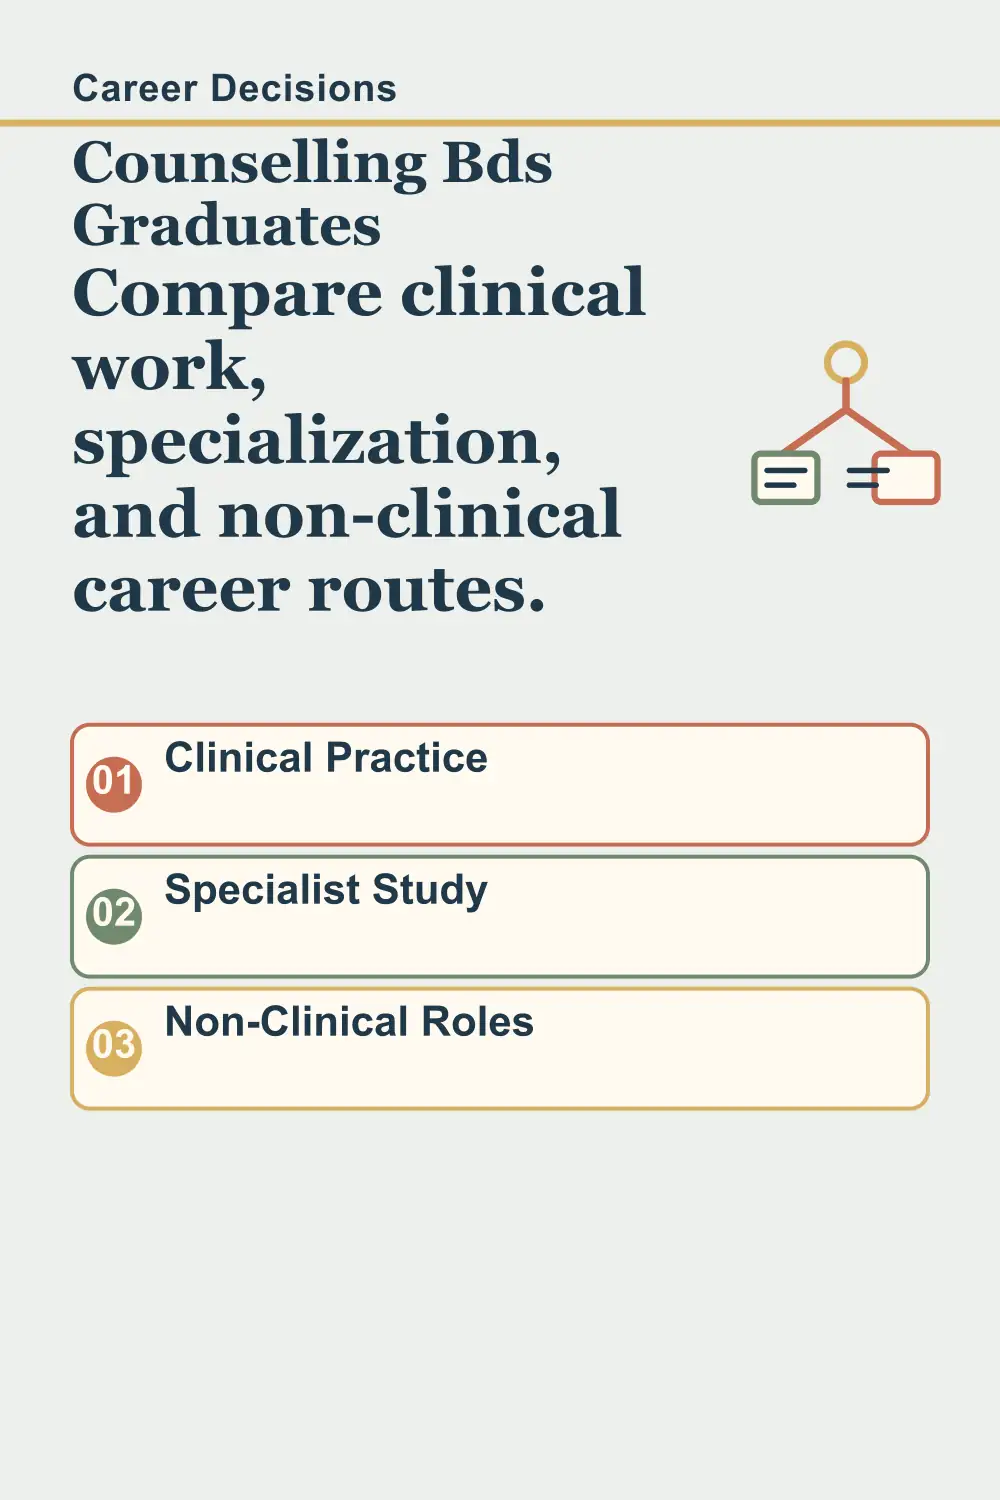 Career Decisions
Counselling Bds
Graduates
Compare clinical
work,
specialization,
and non-clinical
career routes.
01 Clinical Practice
02 Specialist Study
03 Non-Clinical Roles